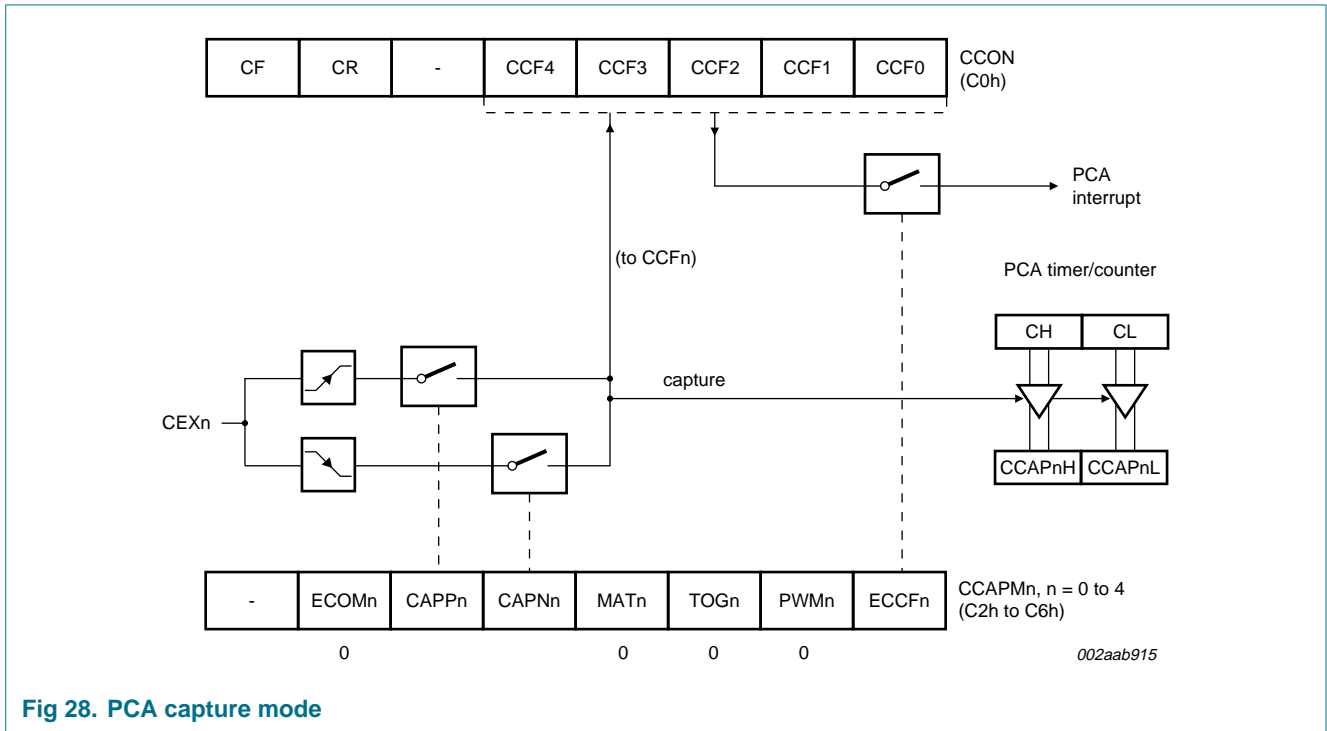 CF CR - CCF4 CCF3 CCF2 CCF1 CCF0
CCON
(C0h)
PCA
interrupt
(to CCFn)
PCA timer/counter
CH CL
capture
CEXn
CCAPnH CCAPnL
- ECOMn CAPPn CAPNn MATn TOGn PWMn ECCFn
CCAPMn, n = 0 to 4
(C2h to C6h)
0 0 0 0
002aab915
Fig 28. PCA capture mode